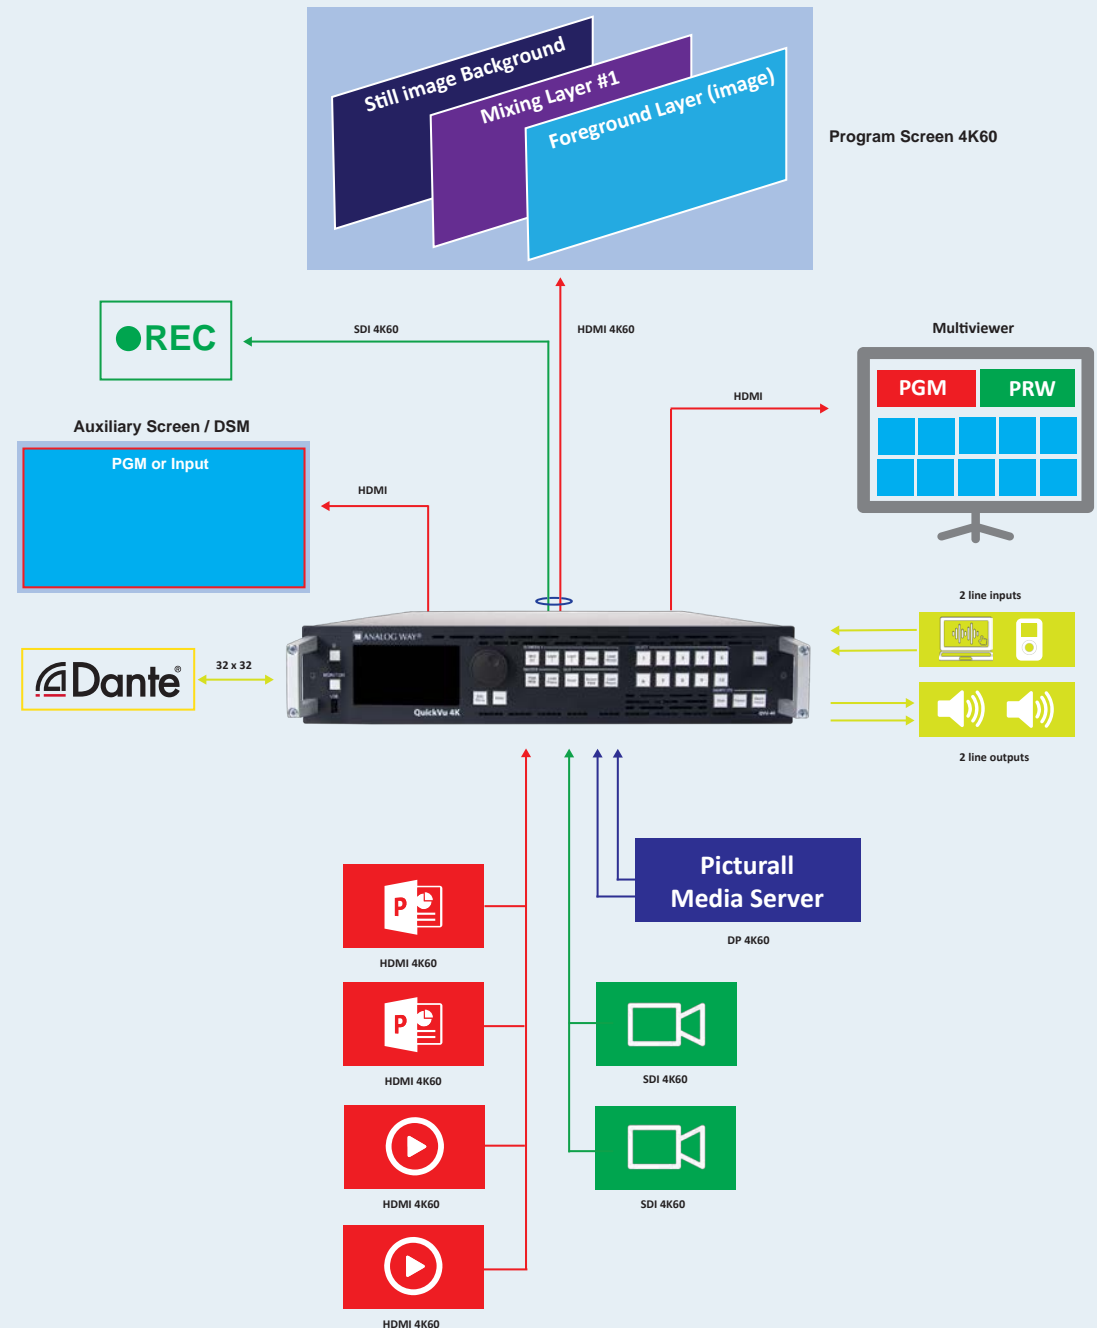 Still image Background
Mixing Layer #1
Foreground Layer (image)
Program Screen 4K60
REC
SDI 4K60
HDMI 4K60
Multiviewer
PGM
PRW
HDMI
Auxiliary Screen / DSM
PGM or Input
HDMI
2 line inputs
Dante®
32 x 32
ANALOG WAY®
QuickVu 4K
2 line outputs
Picturall
Media Server
DP 4K60
P
HDMI 4K60
P
HDMI 4K60
SDI 4K60
HDMI 4K60
SDI 4K60
HDMI 4K60